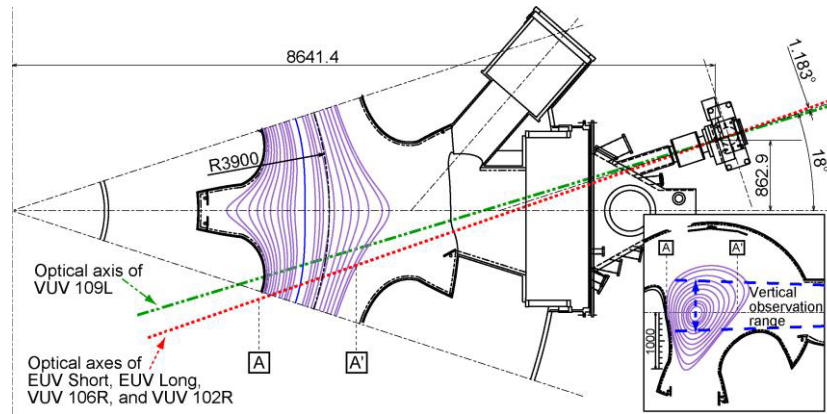 8641.4
1.183°
18°
862.9
R3900
Optical axis of
VUV 109L
Optical axes of
EUV Short, EUV Long,
VUV 106R, and VUV 102R
A
A'
A
A'
Vertical
observation
range
1000